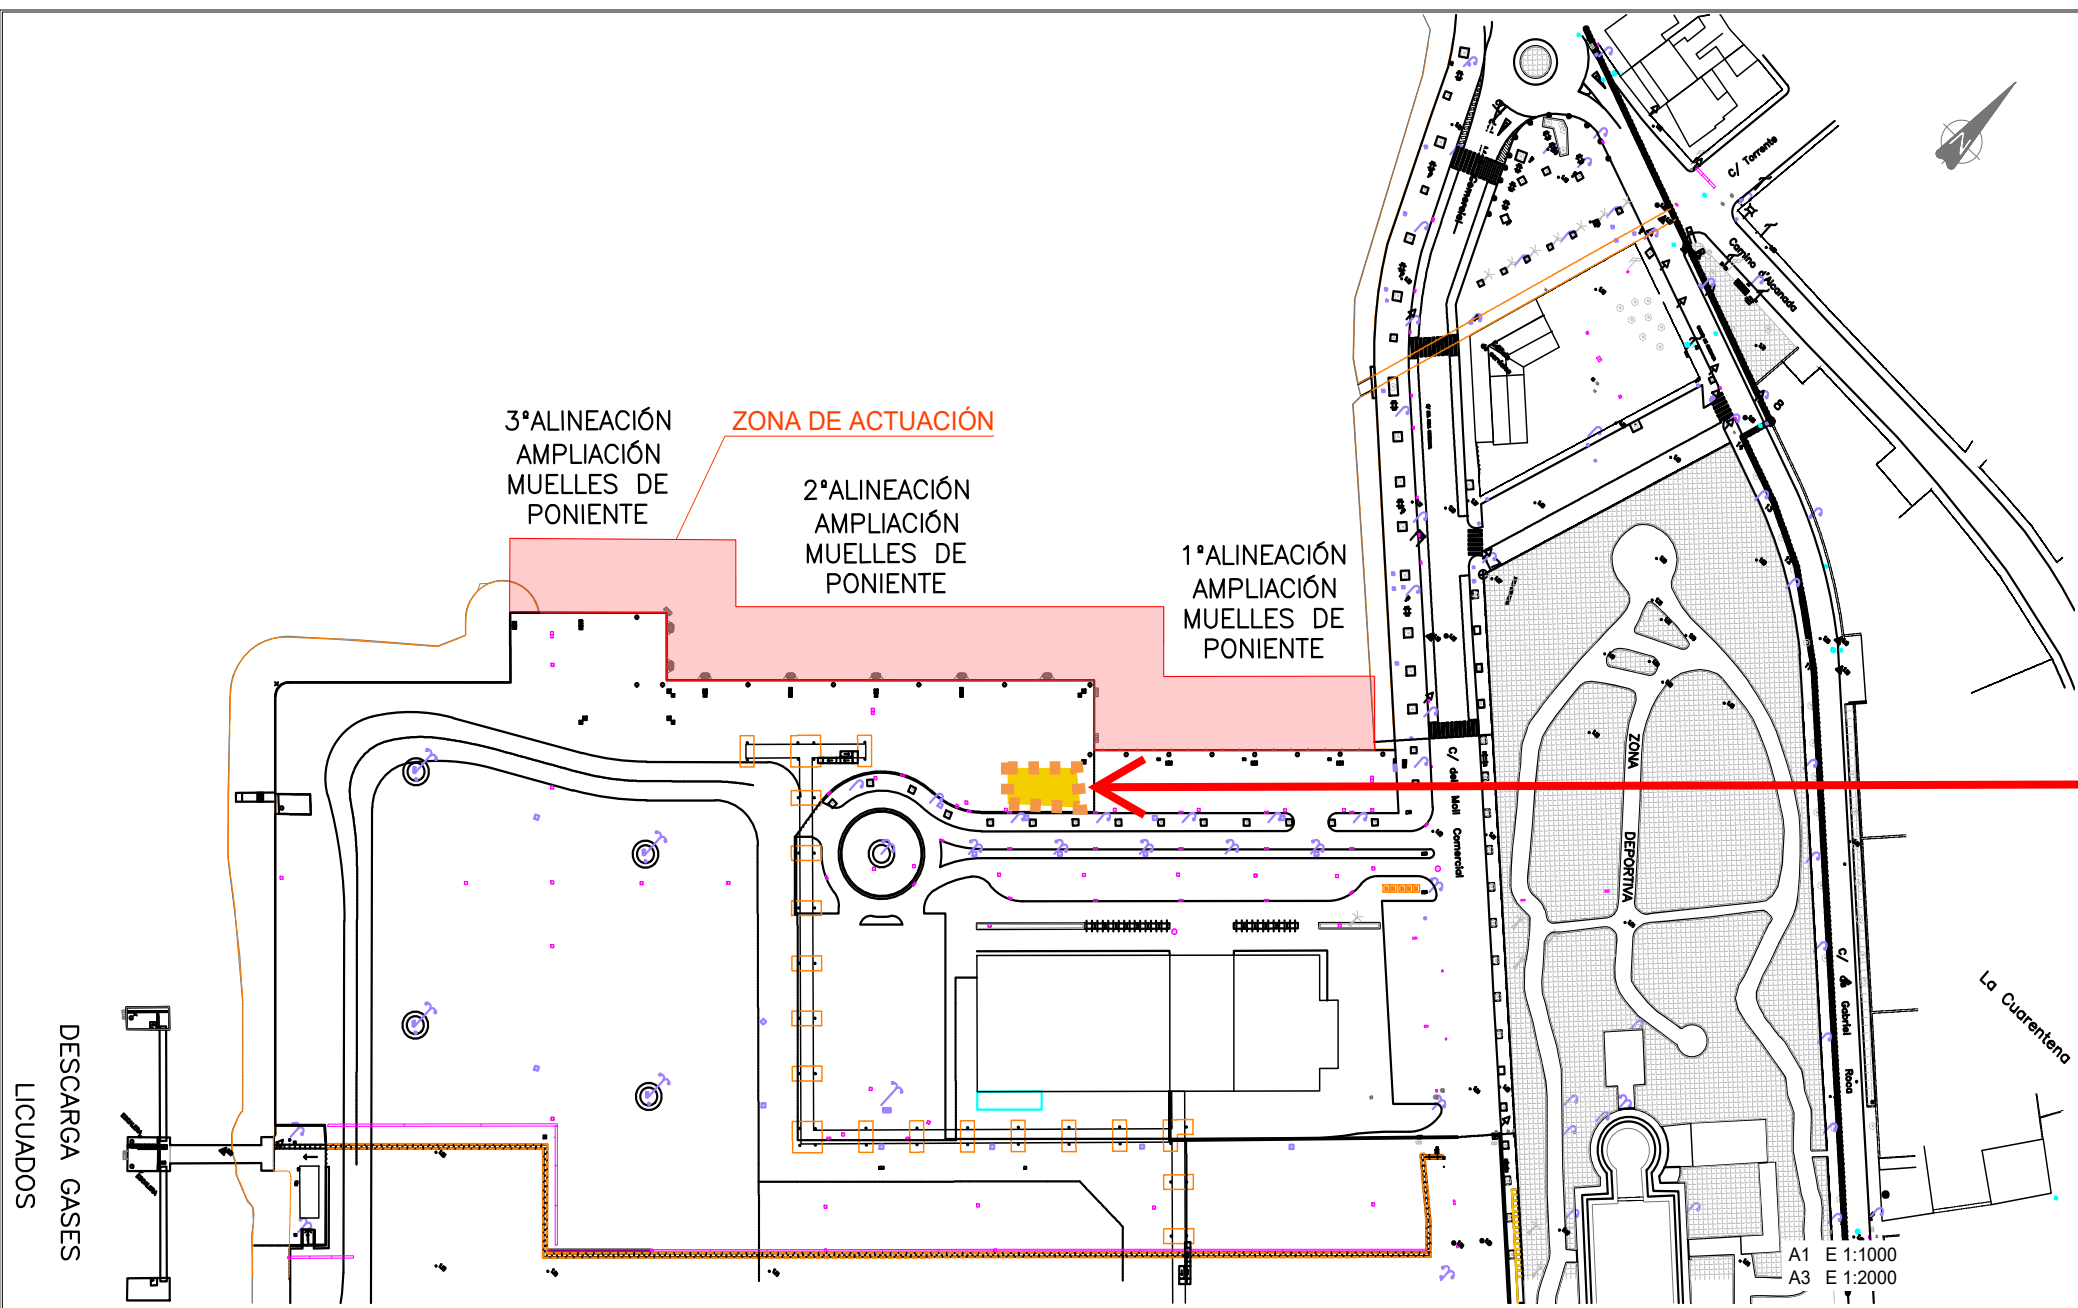 3ªALINEACIÓN
AMPLIACIÓN
MUELLES DE
PONIENTE
ZONA DE ACTUACIÓN
2ªALINEACIÓN
AMPLIACIÓN
MUELLES DE
PONIENTE
1ªALINEACIÓN
AMPLIACIÓN
MUELLES DE
PONIENTE
N
C/ Torrente
Camino d'Alcanada
Comercial
C/ del Moll Comercial
ZONA DEPORTIVA
C/ de Gabriel Roca
La Cuarentena
DESCARGA GASES
LICUADOS
A1 E 1:1000
A3 E 1:2000